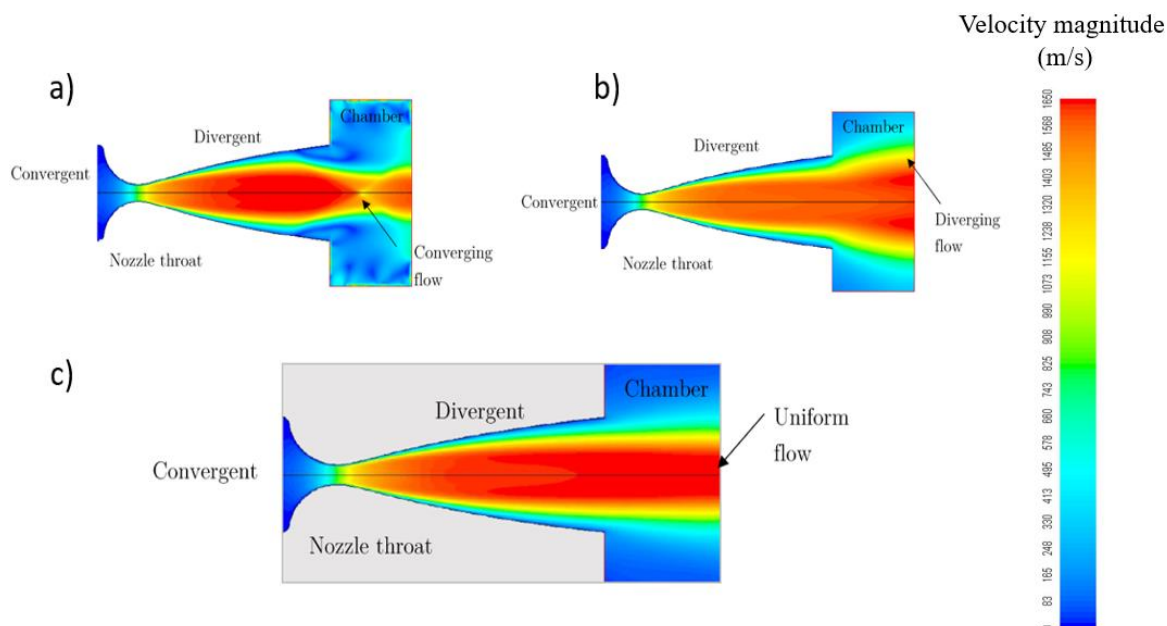 Velocity magnitude
(m/s)
a)
Chamber
Divergent
Convergent
Nozzle throat
Converging
flow
b)
Chamber
Divergent
Convergent
Nozzle throat
Diverging
flow
c)
Chamber
Divergent
Uniform
flow
Convergent
Nozzle throat
1650
1568
1485
1403
1320
1238
1155
1073
990
908
825
743
660
578
495
413
330
248
165
83